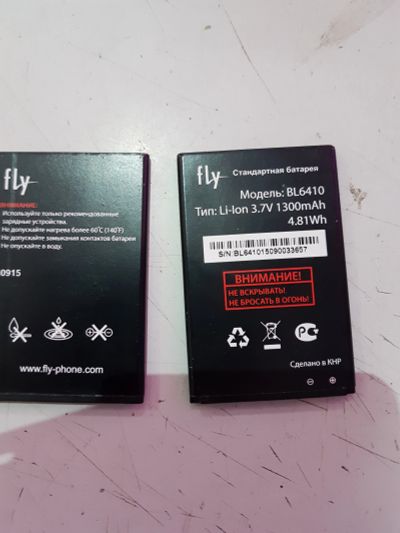 fly
ВНИМАНИЕ:
Используйте только рекомендованные
зарядные устройства.
Не допускайте нагрева более 60°C (140°F)
Не допускайте замыкания контактов батареи
Не опускайте в воду.
0915
www.fly-phone.com
fly
Стандартная батарея
Модель: BL6410
Тип: Li-Ion 3.7V 1300mAh
4.81Wh
S/N:BL641015090033657
ВНИМАНИЕ!
НЕ ВСКРЫВАТЬ!
НЕ БРОСАТЬ В ОГОНЬ!
Сделано в КНР